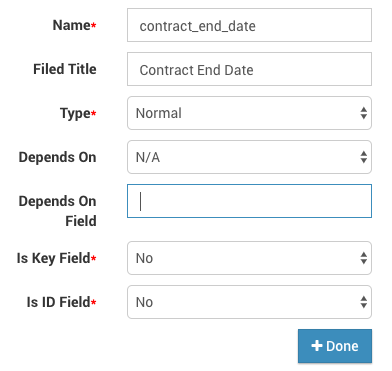 Name* contract_end_date
Filed Title Contract End Date
Type* Normal
Depends On N/A
Depends On
Field
Is Key Field* No
Is ID Field* No
+ Done